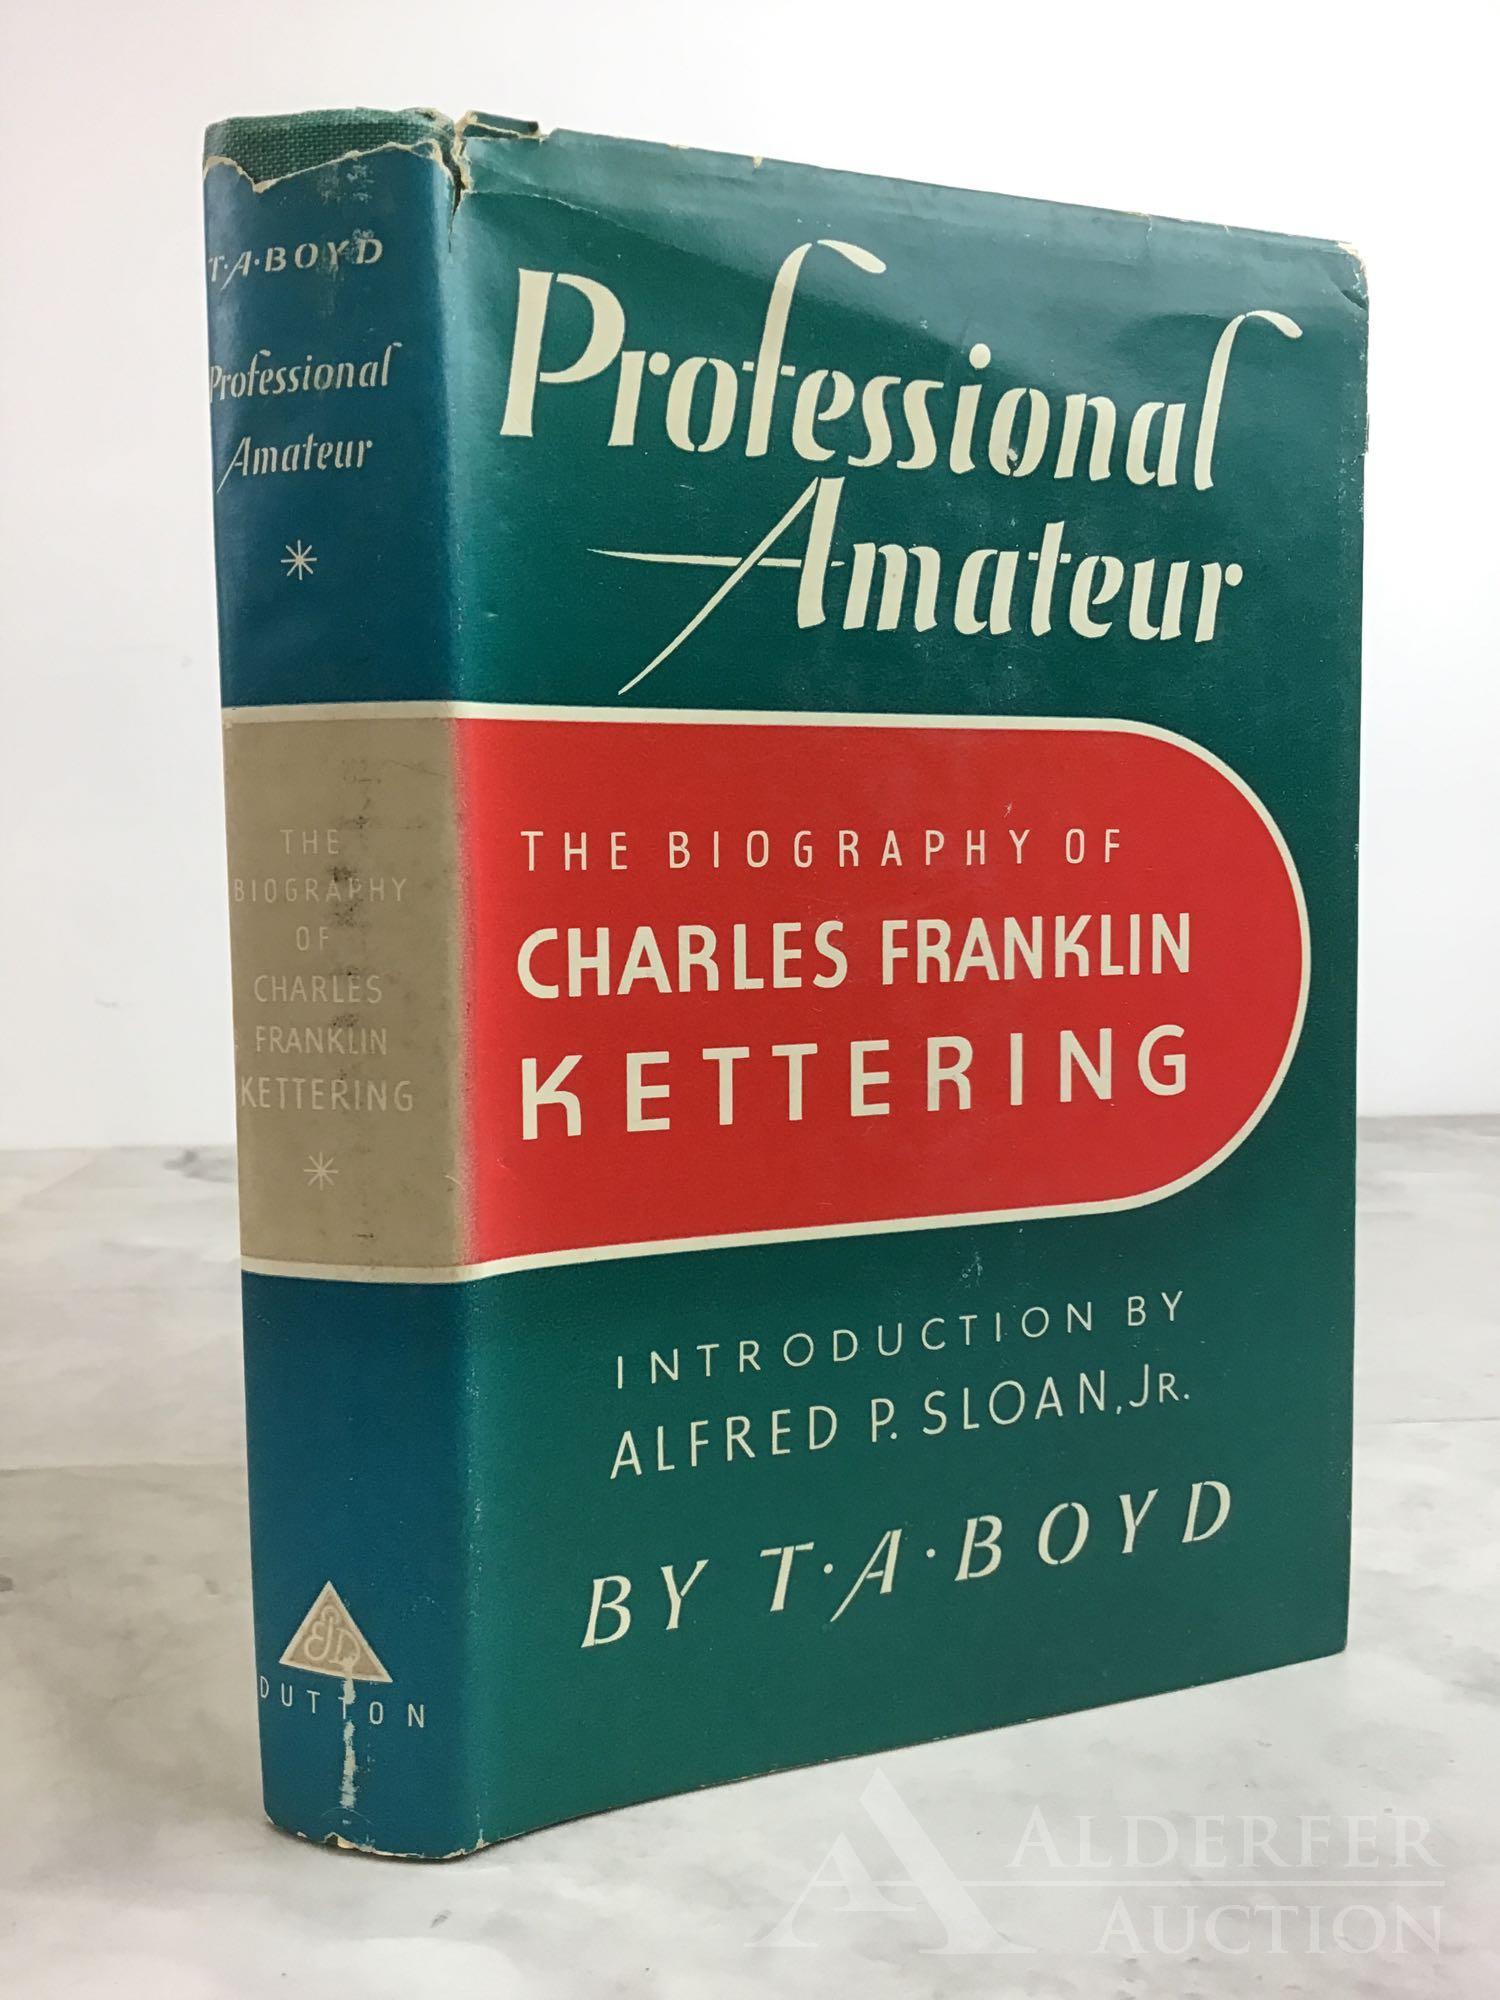 T·A·BOYD
Professional
Amateur
THE
BIOGRAPHY
OF
CHARLES
FRANKLIN
KETTERING
EPD
DUTTON
Professional
Amateur
THE BIOGRAPHY OF
CHARLES FRANKLIN
KETTERING
INTRODUCTION BY
ALFRED P. SLOAN, JR.
BY T·A·BOYD
ALDERFER
AUCTION